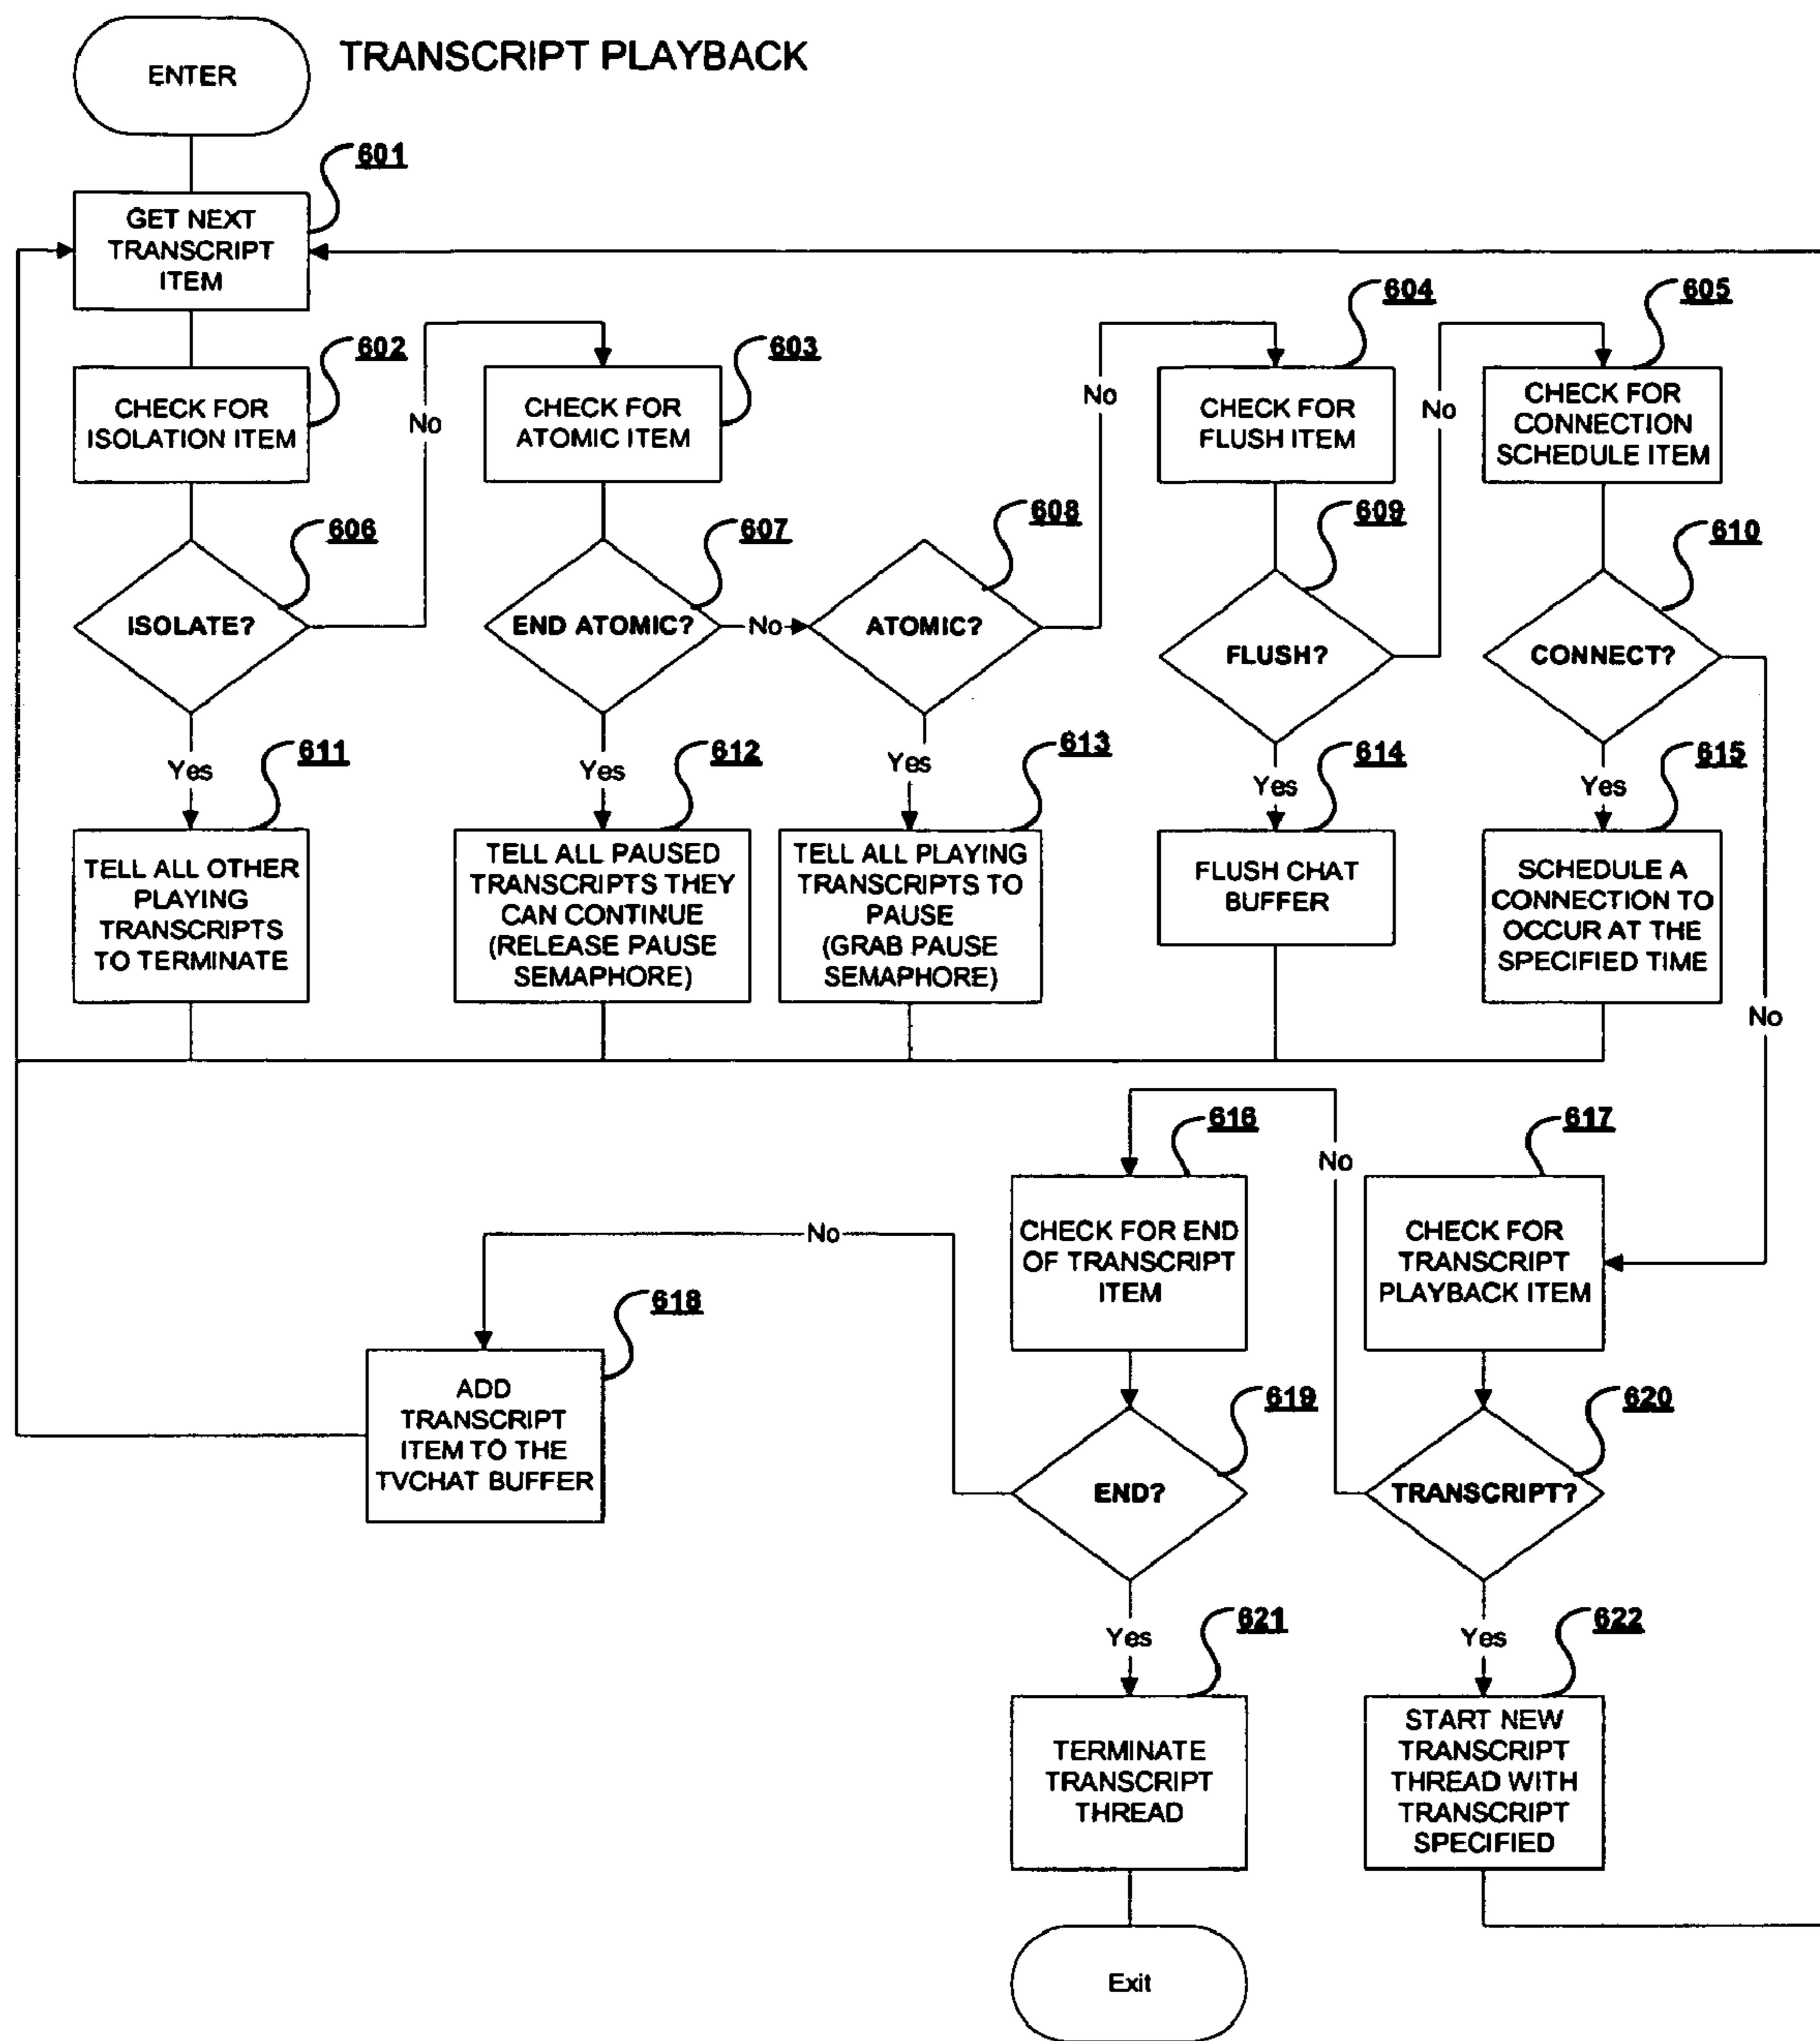 ENTER
TRANSCRIPT PLAYBACK
601
GET NEXT
TRANSCRIPT
ITEM
602
CHECK FOR
ISOLATION ITEM
No
603
CHECK FOR
ATOMIC ITEM
No
604
CHECK FOR
FLUSH ITEM
No
605
CHECK FOR
CONNECTION
SCHEDULE ITEM
606
ISOLATE?
607
END ATOMIC?
No
608
ATOMIC?
609
FLUSH?
610
CONNECT?
Yes
611
TELL ALL OTHER
PLAYING
TRANSCRIPTS
TO TERMINATE
Yes
612
TELL ALL PAUSED
TRANSCRIPTS THEY
CAN CONTINUE
(RELEASE PAUSE
SEMAPHORE)
Yes
613
TELL ALL PLAYING
TRANSCRIPTS TO
PAUSE
(GRAB PAUSE
SEMAPHORE)
Yes
614
FLUSH CHAT
BUFFER
Yes
615
SCHEDULE A
CONNECTION TO
OCCUR AT THE
SPECIFIED TIME
No
616
CHECK FOR END
OF TRANSCRIPT
ITEM
No
617
CHECK FOR
TRANSCRIPT
PLAYBACK ITEM
No
618
ADD
TRANSCRIPT
ITEM TO THE
TVCHAT BUFFER
619
END?
620
TRANSCRIPT?
Yes
621
TERMINATE
TRANSCRIPT
THREAD
Yes
622
START NEW
TRANSCRIPT
THREAD WITH
TRANSCRIPT
SPECIFIED
Exit